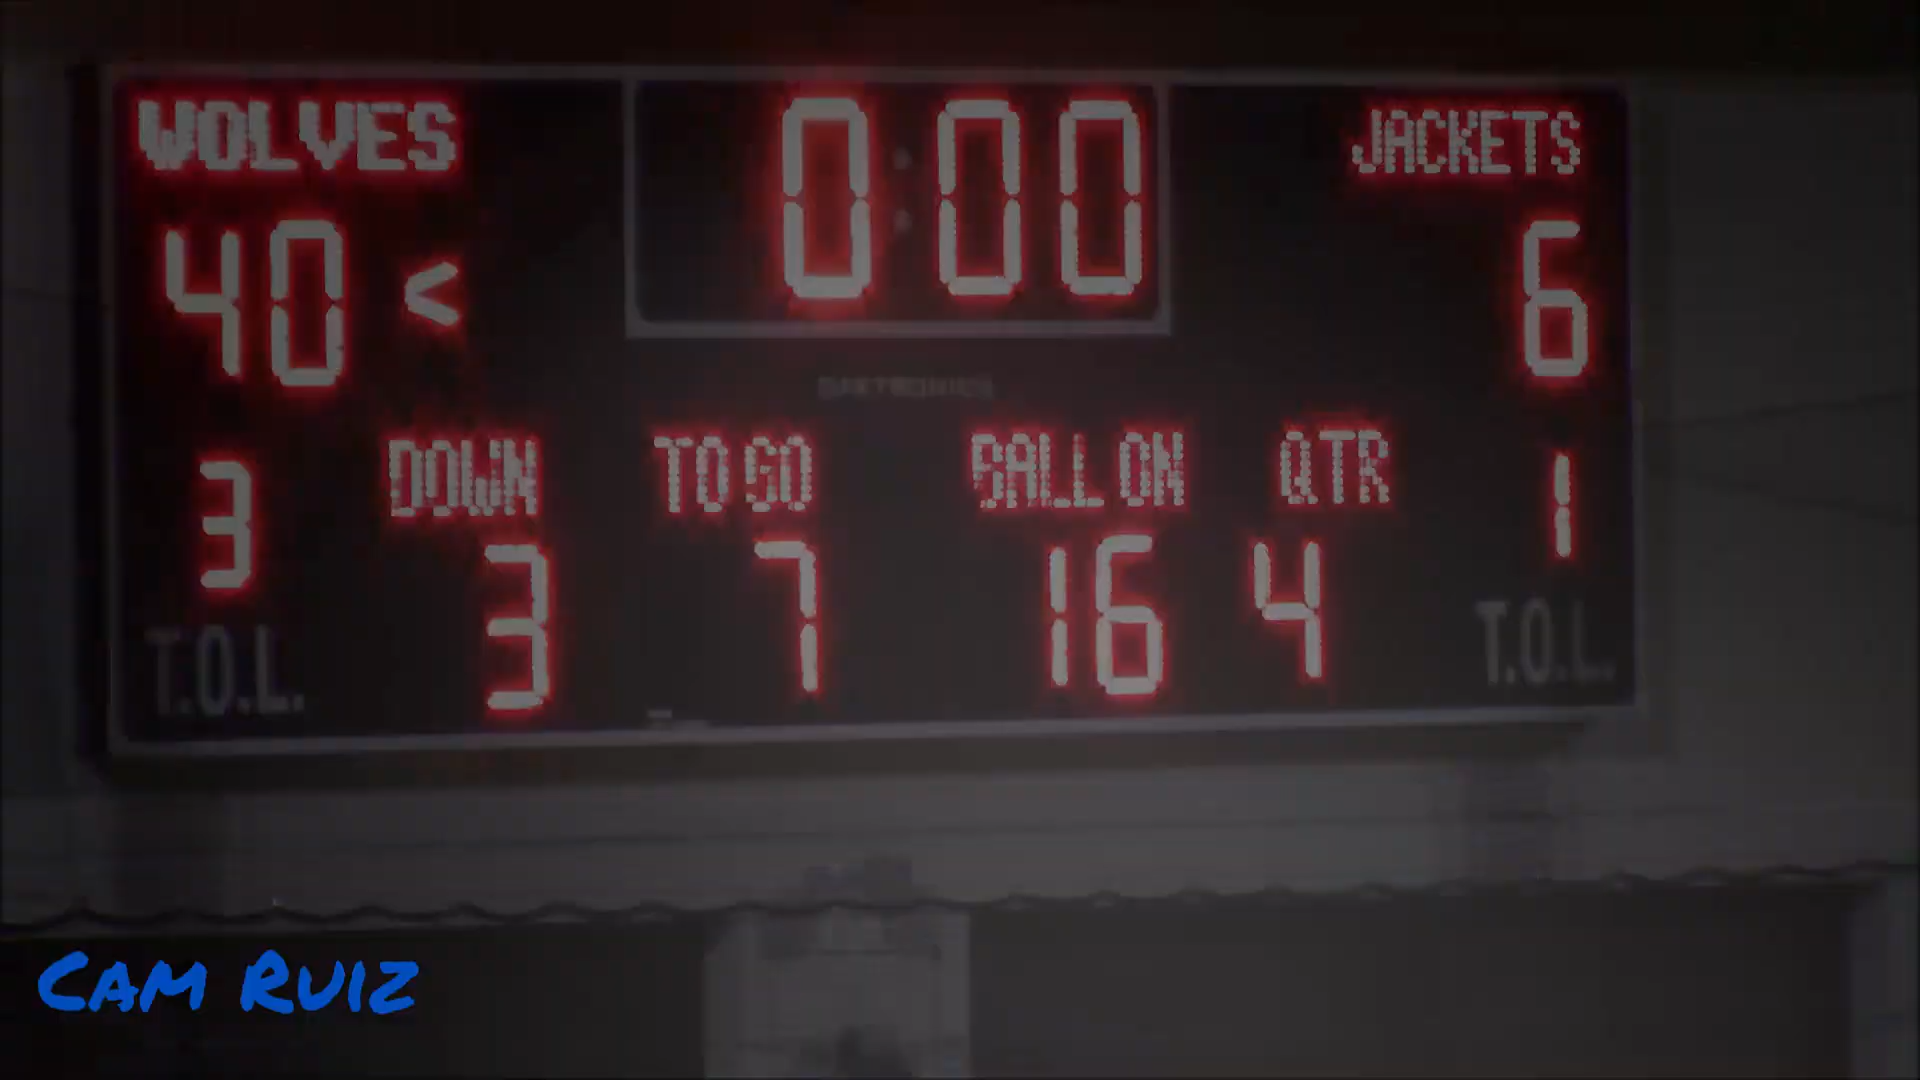 WOLVES 0:00 JACKETS
40 < 6
DAKTRONICS
DOWN TO GO BALL ON QTR
3 3 7 16 4 1
T.O.L. T.O.L.
CAM RUIZ